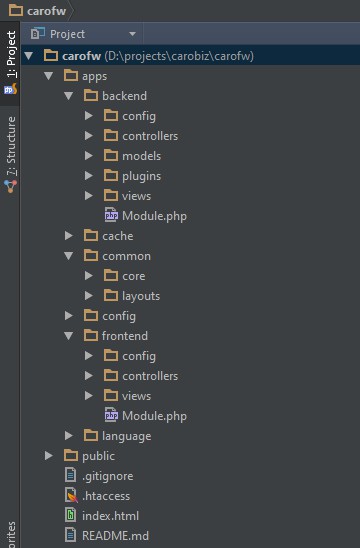 carofw
Project
carofw (D:\projects\carobiz\carofw)
apps
backend
config
controllers
models
plugins
views
Module.php
cache
common
core
layouts
config
frontend
config
controllers
views
Module.php
language
public
.gitignore
.htaccess
index.html
README.md
1: Project
7: Structure